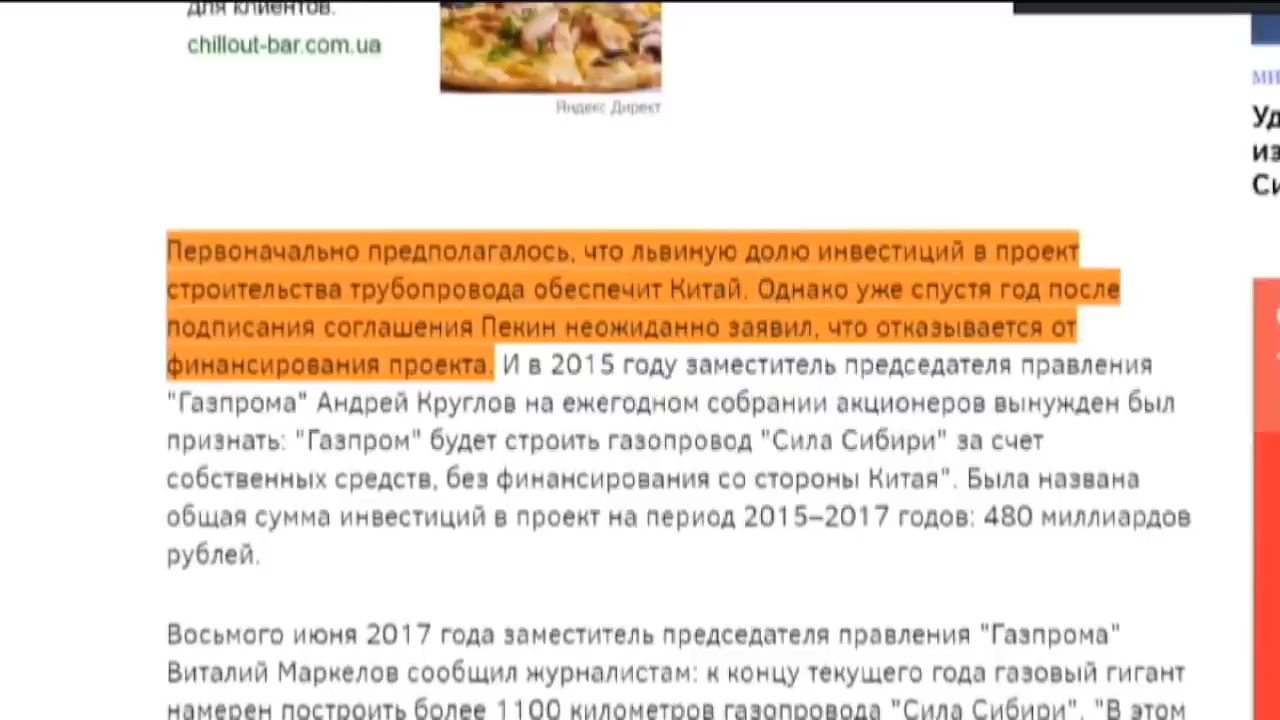 для клиентов.
chillout-bar.com.ua
Яндекс Директ
Первоначально предполагалось, что львиную долю инвестиций в проект
строительства трубопровода обеспечит Китай. Однако уже спустя год после
подписания соглашения Пекин неожиданно заявил, что отказывается от
финансирования проекта. И в 2015 году заместитель председателя правления
"Газпрома" Андрей Круглов на ежегодном собрании акционеров вынужден был
признать: "Газпром" будет строить газопровод "Сила Сибири" за счет
собственных средств, без финансирования со стороны Китая". Была названа
общая сумма инвестиций в проект на период 2015–2017 годов: 480 миллиардов
рублей.
Восьмого июня 2017 года заместитель председателя правления "Газпрома"
Виталий Маркелов сообщил журналистам: к концу текущего года газовый гигант
намерен построить более 1100 километров газопровода "Сила Сибири". "В этом
МИ
Уд
из
Си